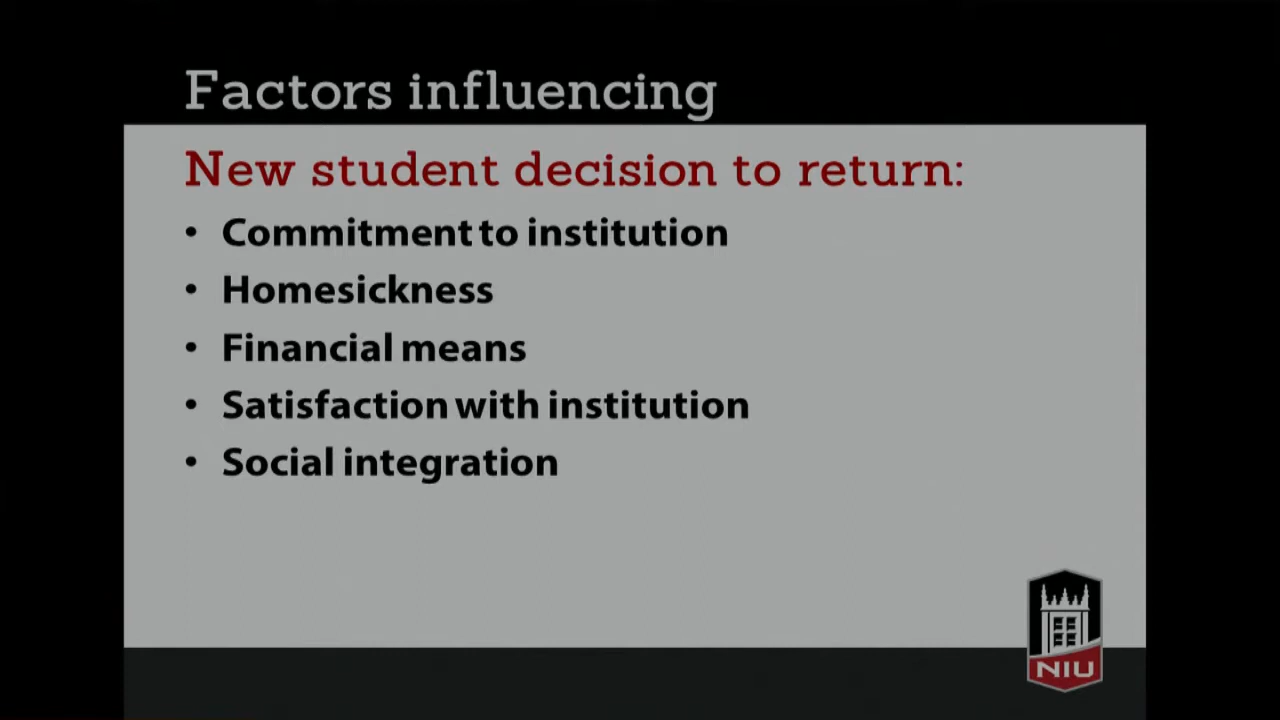 Factors influencing
New student decision to return:
• Commitment to institution
• Homesickness
• Financial means
• Satisfaction with institution
• Social integration
NIU